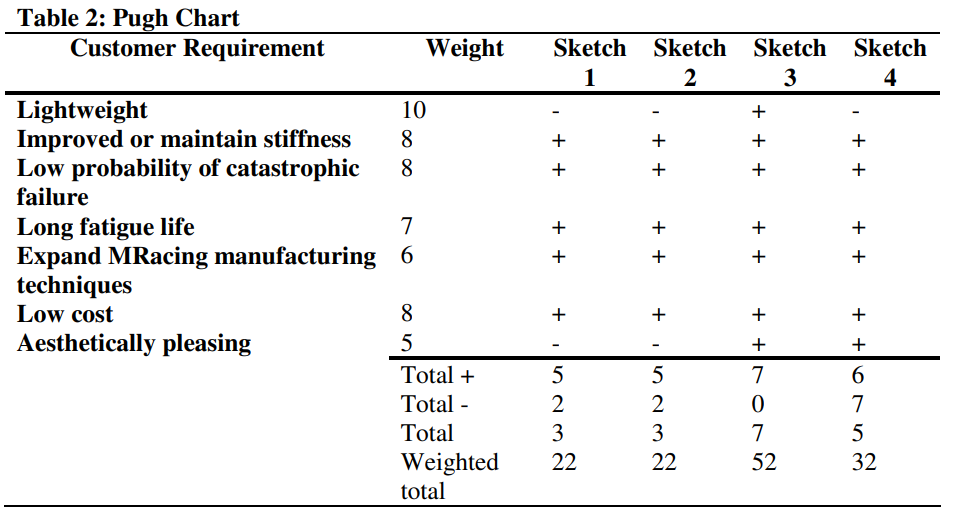 Table 2: Pugh Chart
Customer Requirement Weight Sketch 1 Sketch 2 Sketch 3 Sketch 4
Lightweight 10 - - + -
Improved or maintain stiffness 8 + + + +
Low probability of catastrophic failure 8 + + + +
Long fatigue life 7 + + + +
Expand MRacing manufacturing techniques 6 + + + +
Low cost 8 + + + +
Aesthetically pleasing 5 - - + +
Total + 5 5 7 6
Total - 2 2 0 7
Total 3 3 7 5
Weighted total 22 22 52 32